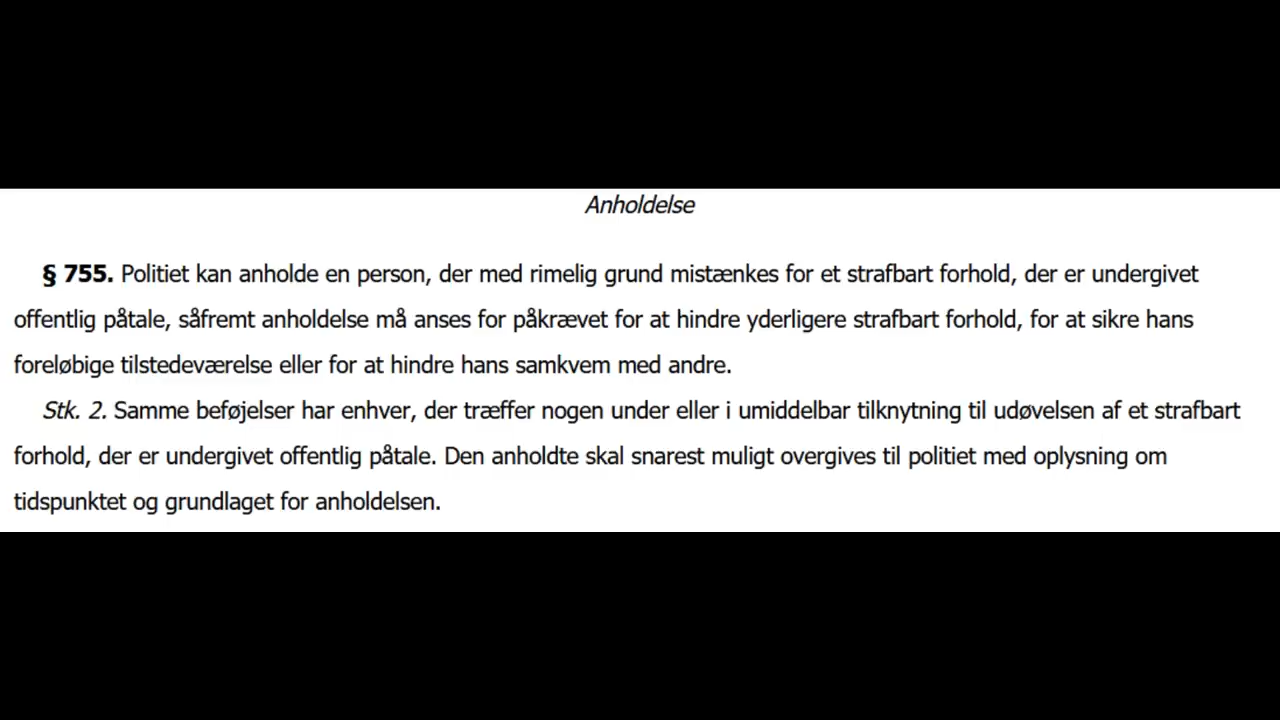 Anholdelse
§ 755. Politiet kan anholde en person, der med rimelig grund mistænkes for et strafbart forhold, der er undergivet
offentlig påtale, såfremt anholdelse må anses for påkrævet for at hindre yderligere strafbart forhold, for at sikre hans
foreløbige tilstedeværelse eller for at hindre hans samkvem med andre.
Stk. 2. Samme beføjelser har enhver, der træffer nogen under eller i umiddelbar tilknytning til udøvelsen af et strafbart
forhold, der er undergivet offentlig påtale. Den anholdte skal snarest muligt overgives til politiet med oplysning om
tidspunktet og grundlaget for anholdelsen.